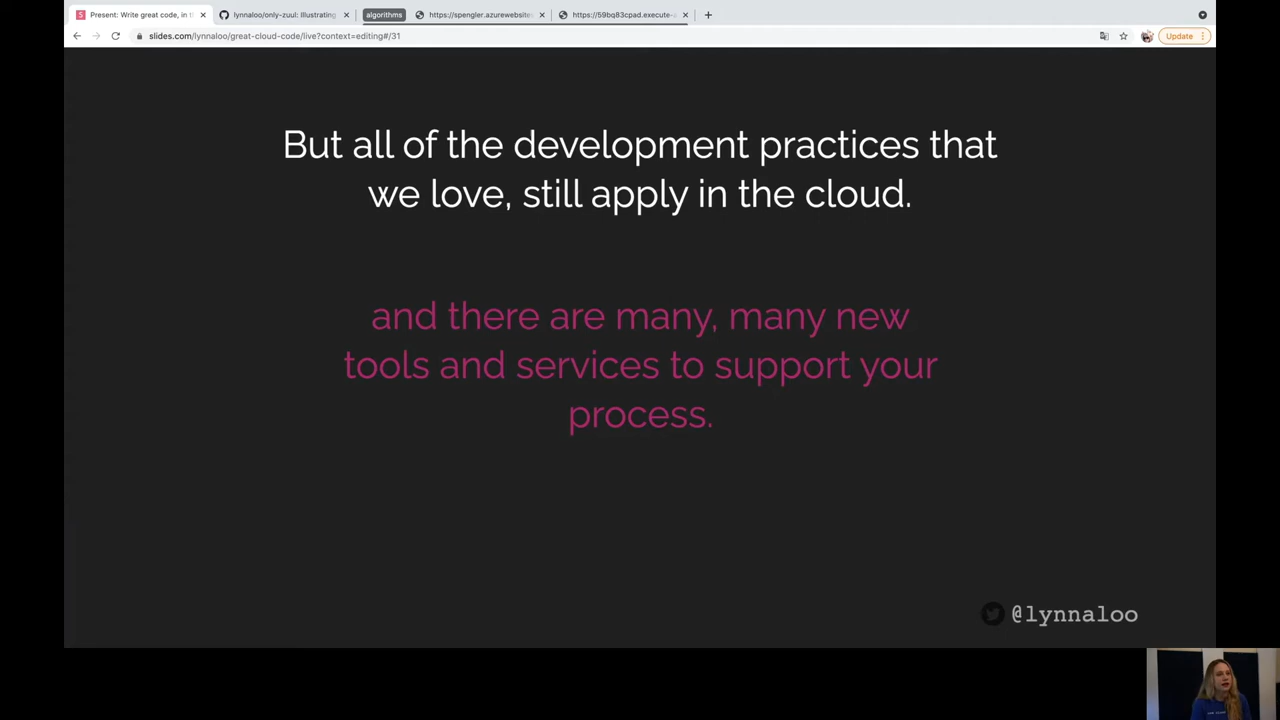 Present: Write great code, in th
lynnaloo/only-zuul: Illustrating
algorithms
https://spengler.azurewebsites
https://59bq83cpad.execute-a
slides.com/lynnaloo/great-cloud-code/live?context=editing#/31
Update
But all of the development practices that
we love, still apply in the cloud.
and there are many, many new
tools and services to support your
process.
@lynnaloo